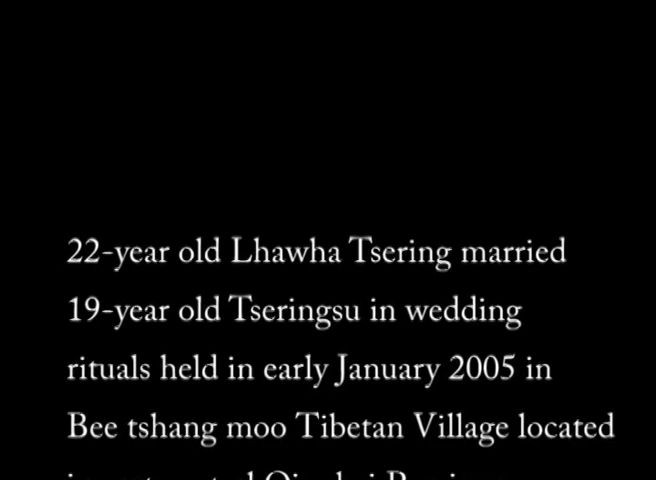 22-year old Lhawha Tsering married
19-year old Tseringsu in wedding
rituals held in early January 2005 in
Bee tshang moo Tibetan Village located